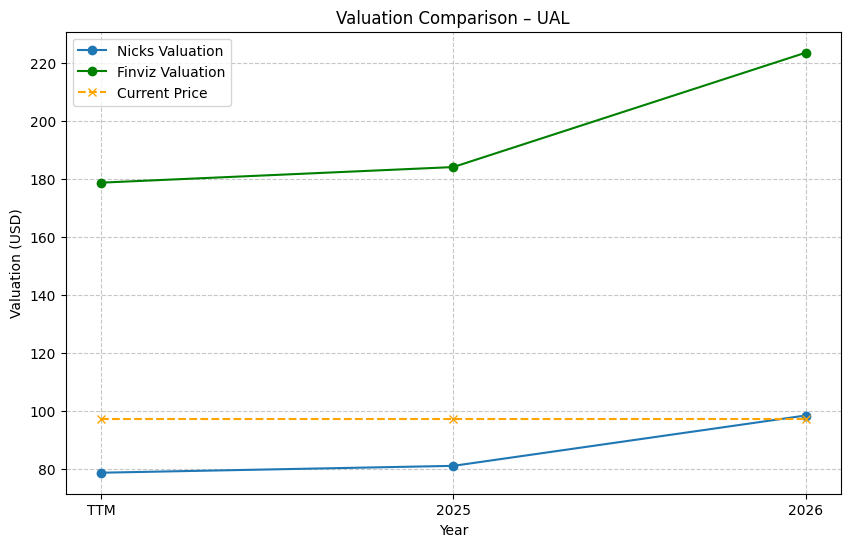 Valuation Comparison – UAL
Nicks Valuation
Finviz Valuation
Current Price
Valuation (USD)
220
200
180
160
140
120
100
80
TTM
2025
2026
Year